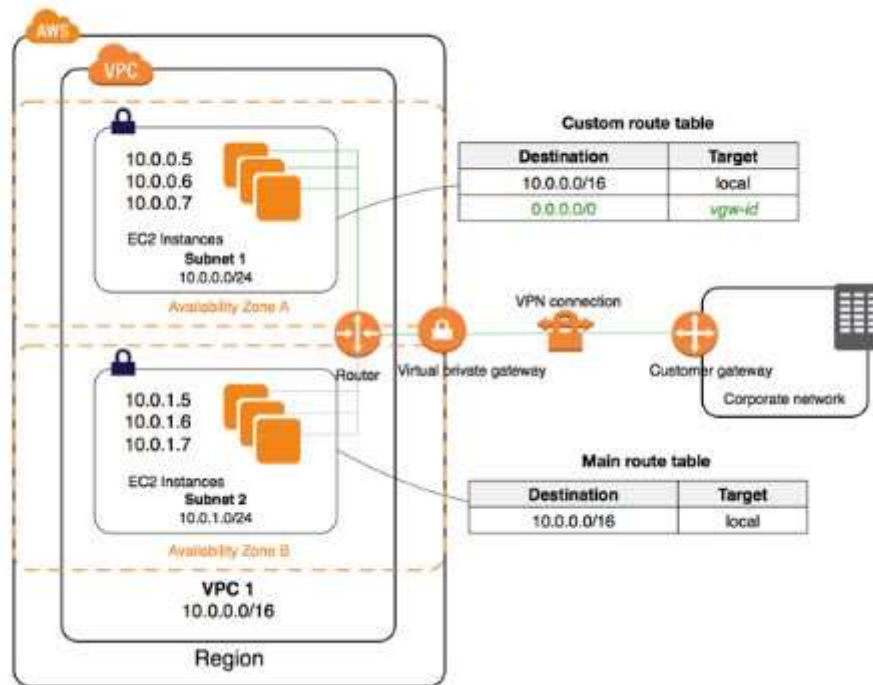 AWS
VPC
10.0.0.5
10.0.0.6
10.0.0.7
EC2 Instances
Subnet 1
10.0.0.0/24
Availability Zone A
Custom route table
Destination Target
10.0.0.0/16 local
0.0.0.0/0 vgw-id
VPN connection
Router
Virtual private gateway
Customer gateway
Corporate network
10.0.1.5
10.0.1.6
10.0.1.7
EC2 Instances
Subnet 2
10.0.1.0/24
Availability Zone B
Main route table
Destination Target
10.0.0.0/16 local
VPC 1
10.0.0.0/16
Region